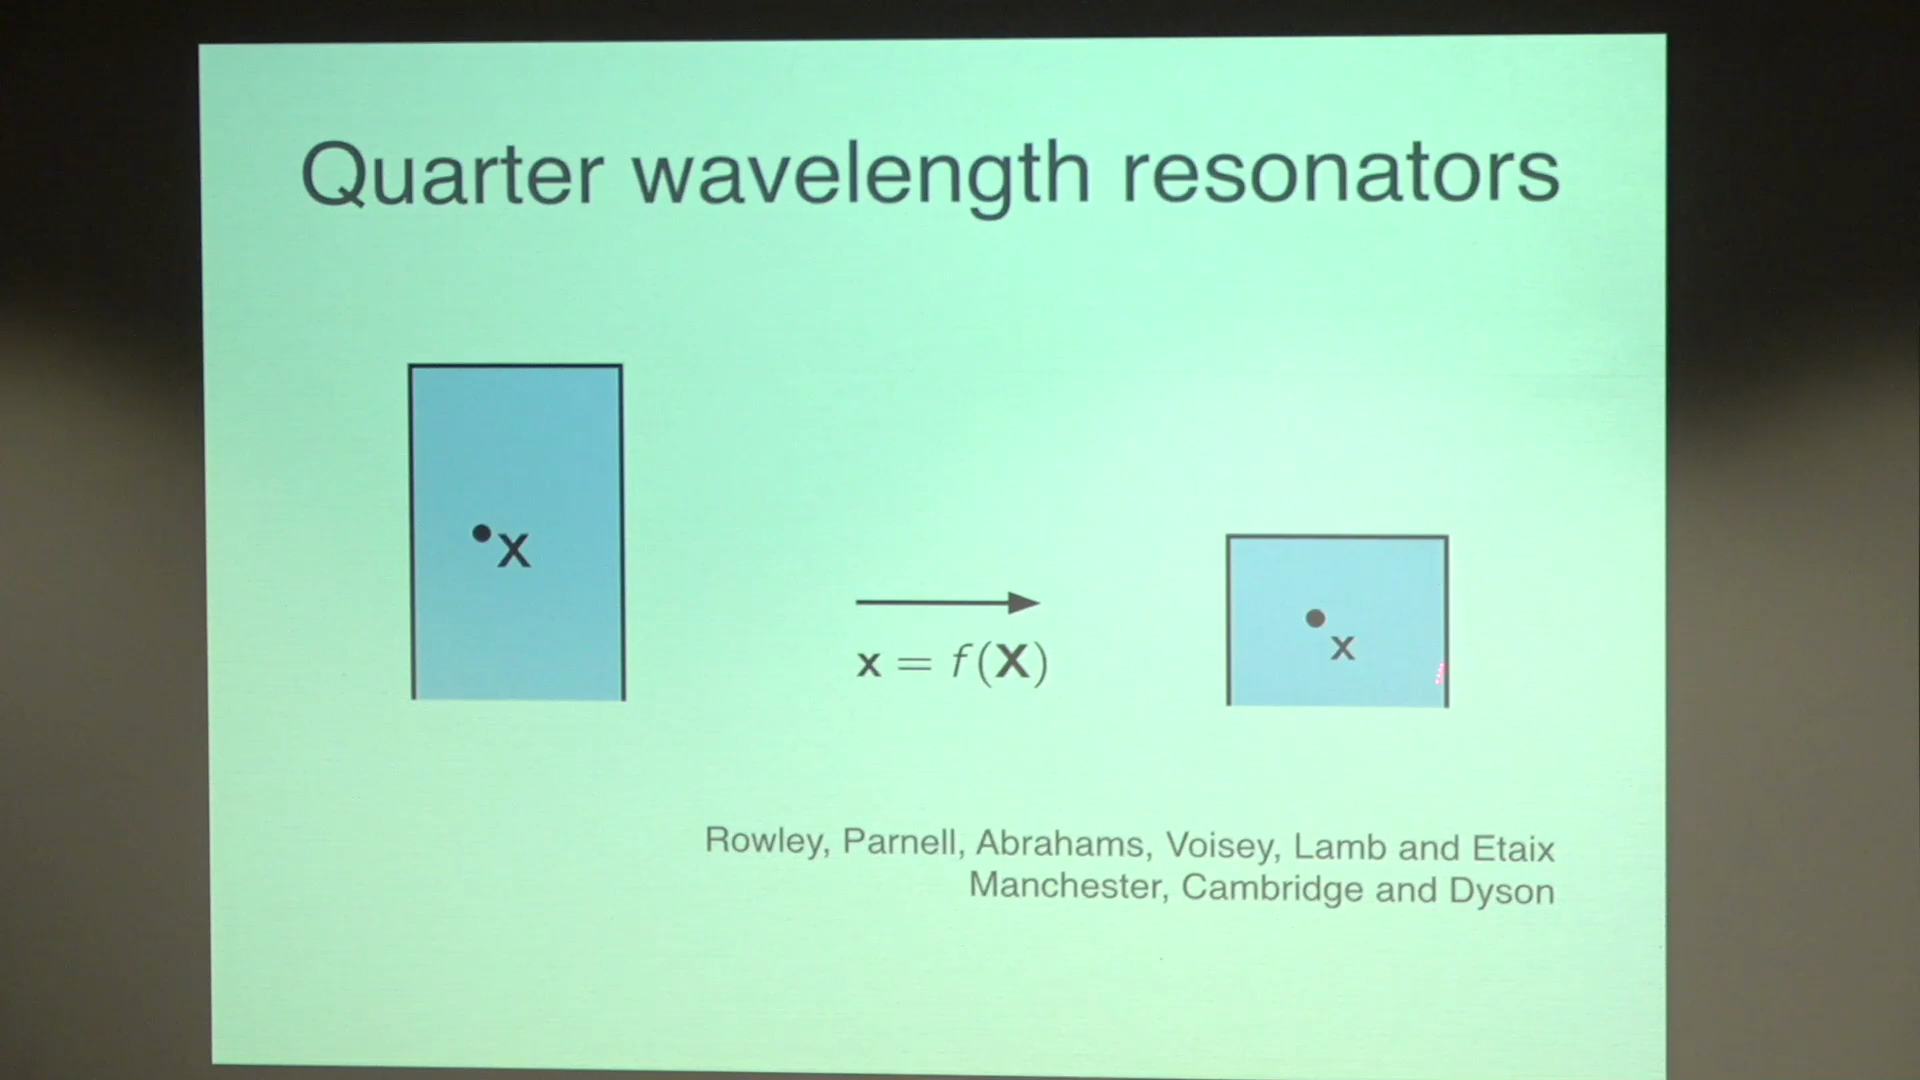 Quarter wavelength resonators
X
x
x = f(X)
Rowley, Parnell, Abrahams, Voisey, Lamb and Etaix
Manchester, Cambridge and Dyson